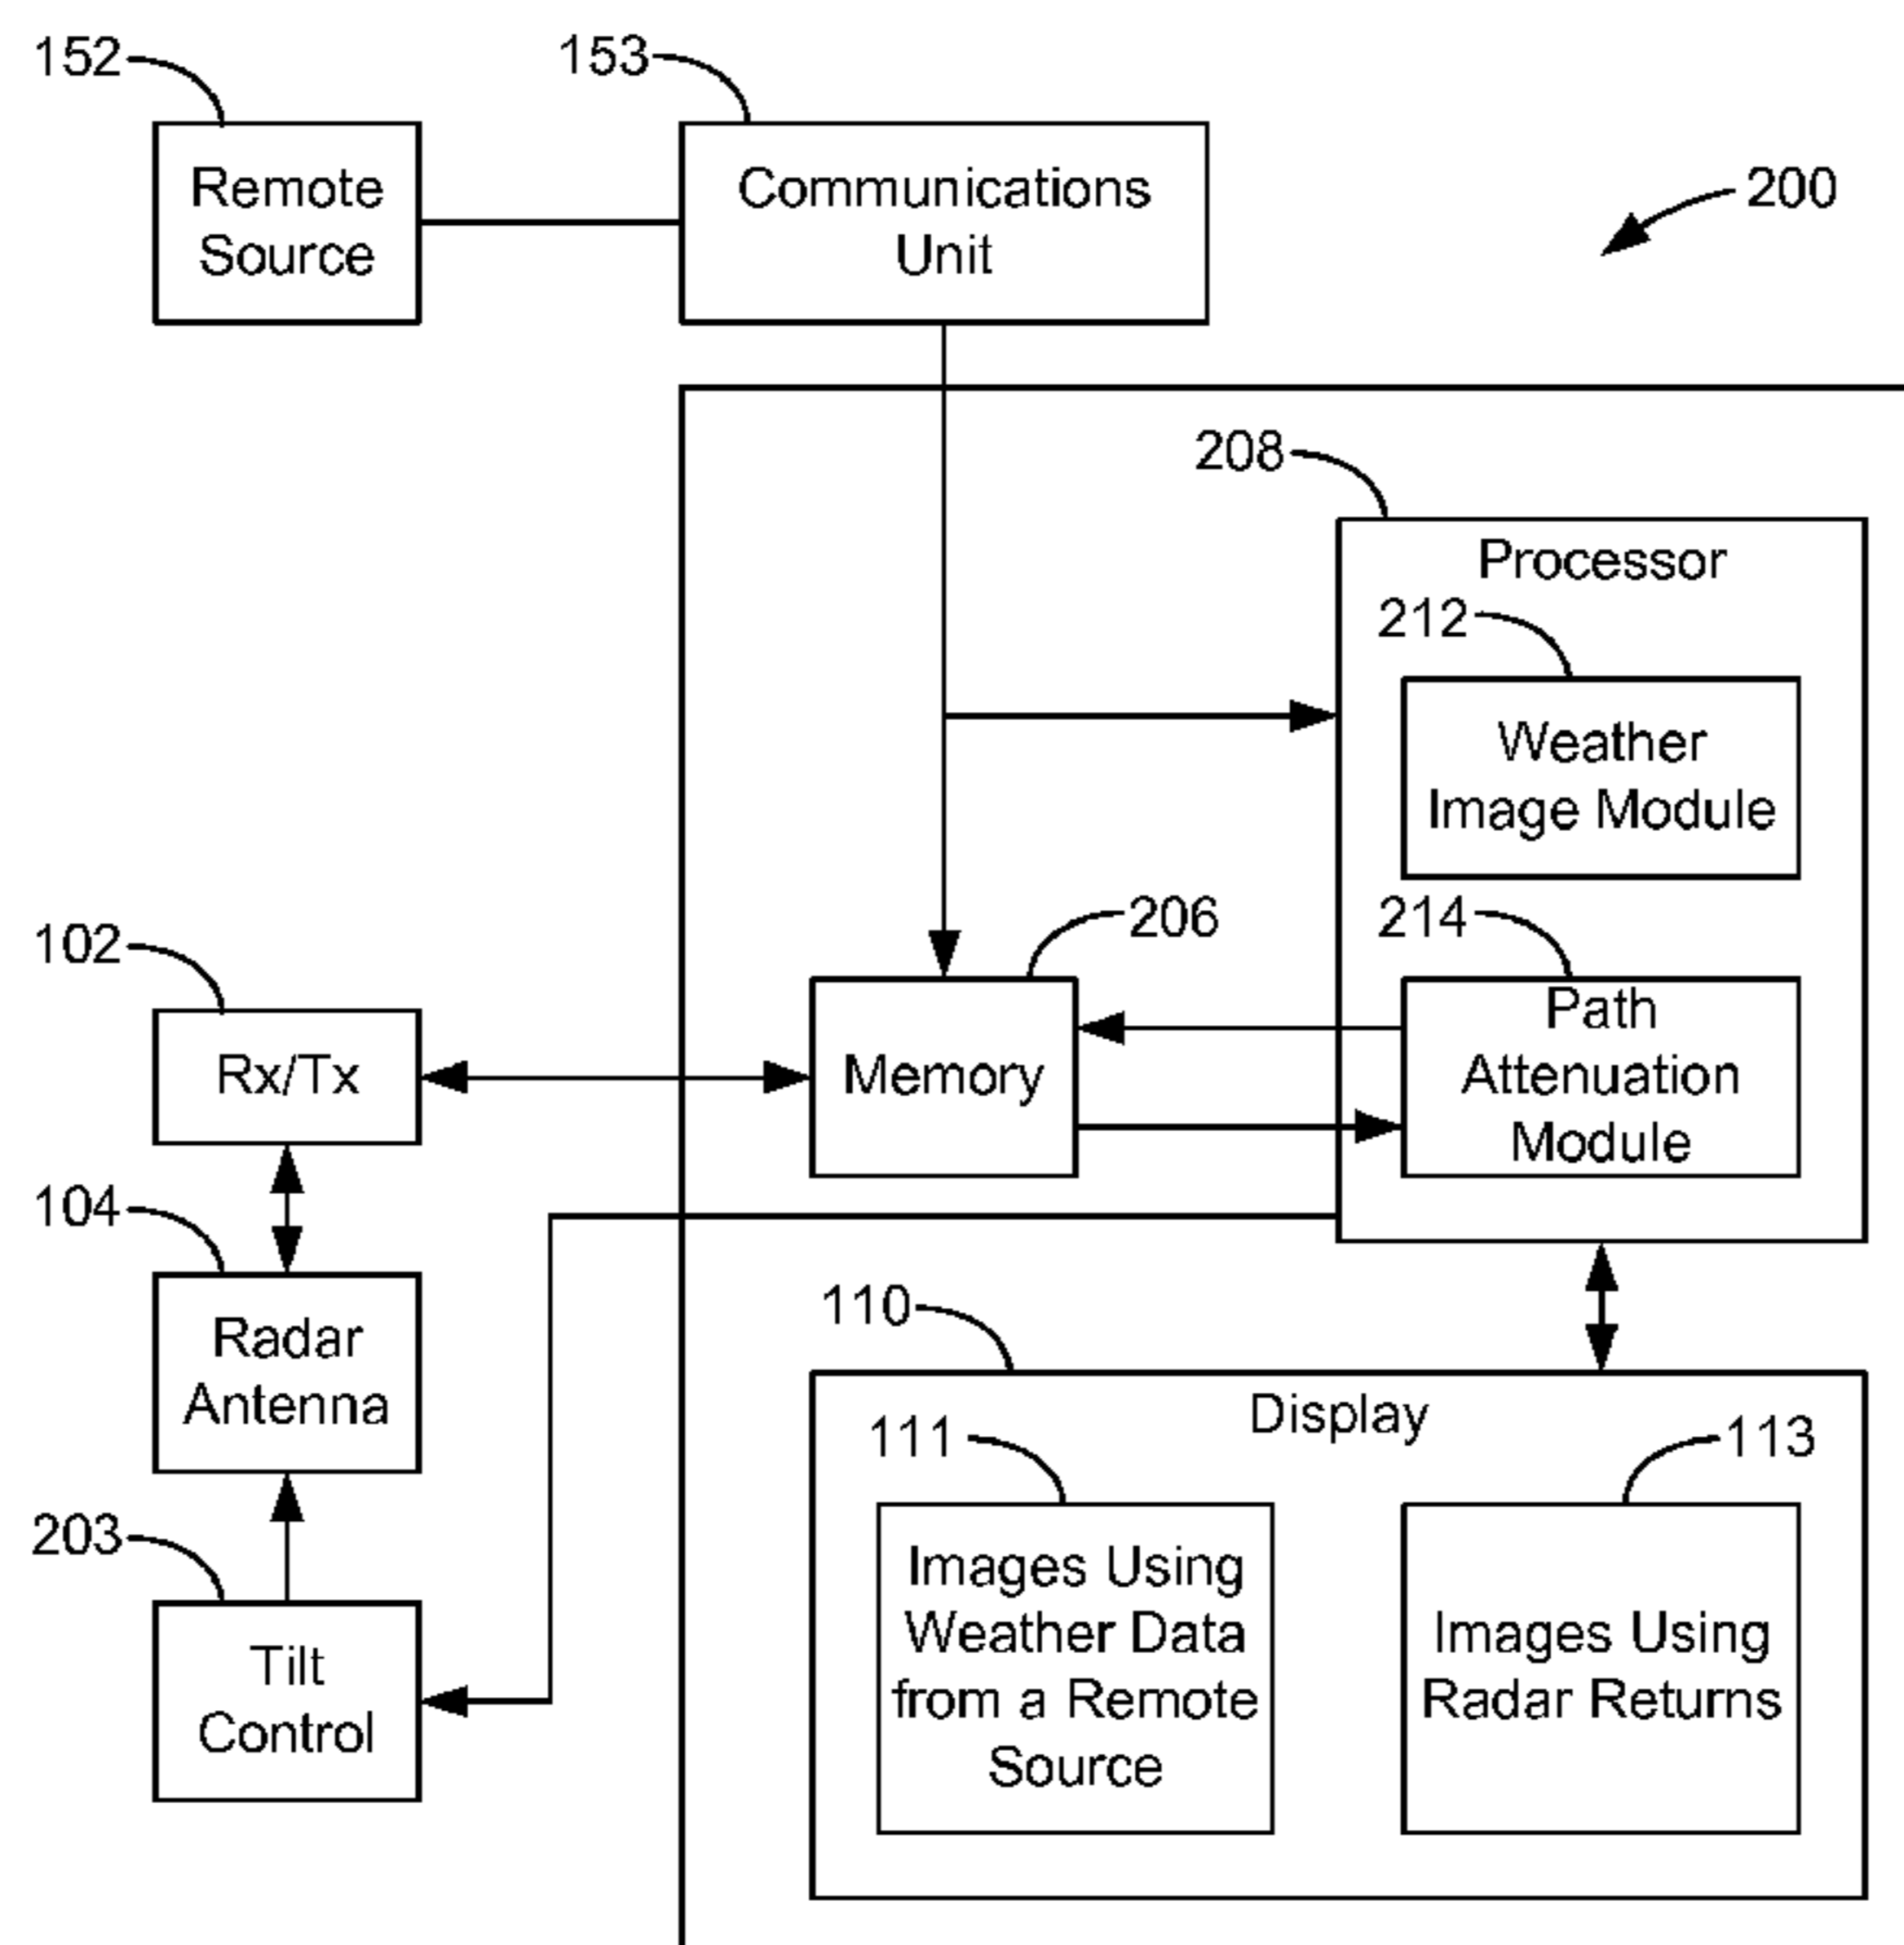 152
153
Remote
Source
Communications
Unit
200
208
Processor
212
Weather
Image Module
102
206
214
Rx/Tx
Memory
Path
Attenuation
Module
104
Radar
Antenna
110
Display
111
113
203
Tilt
Control
Images Using
Weather Data
from a Remote
Source
Images Using
Radar Returns